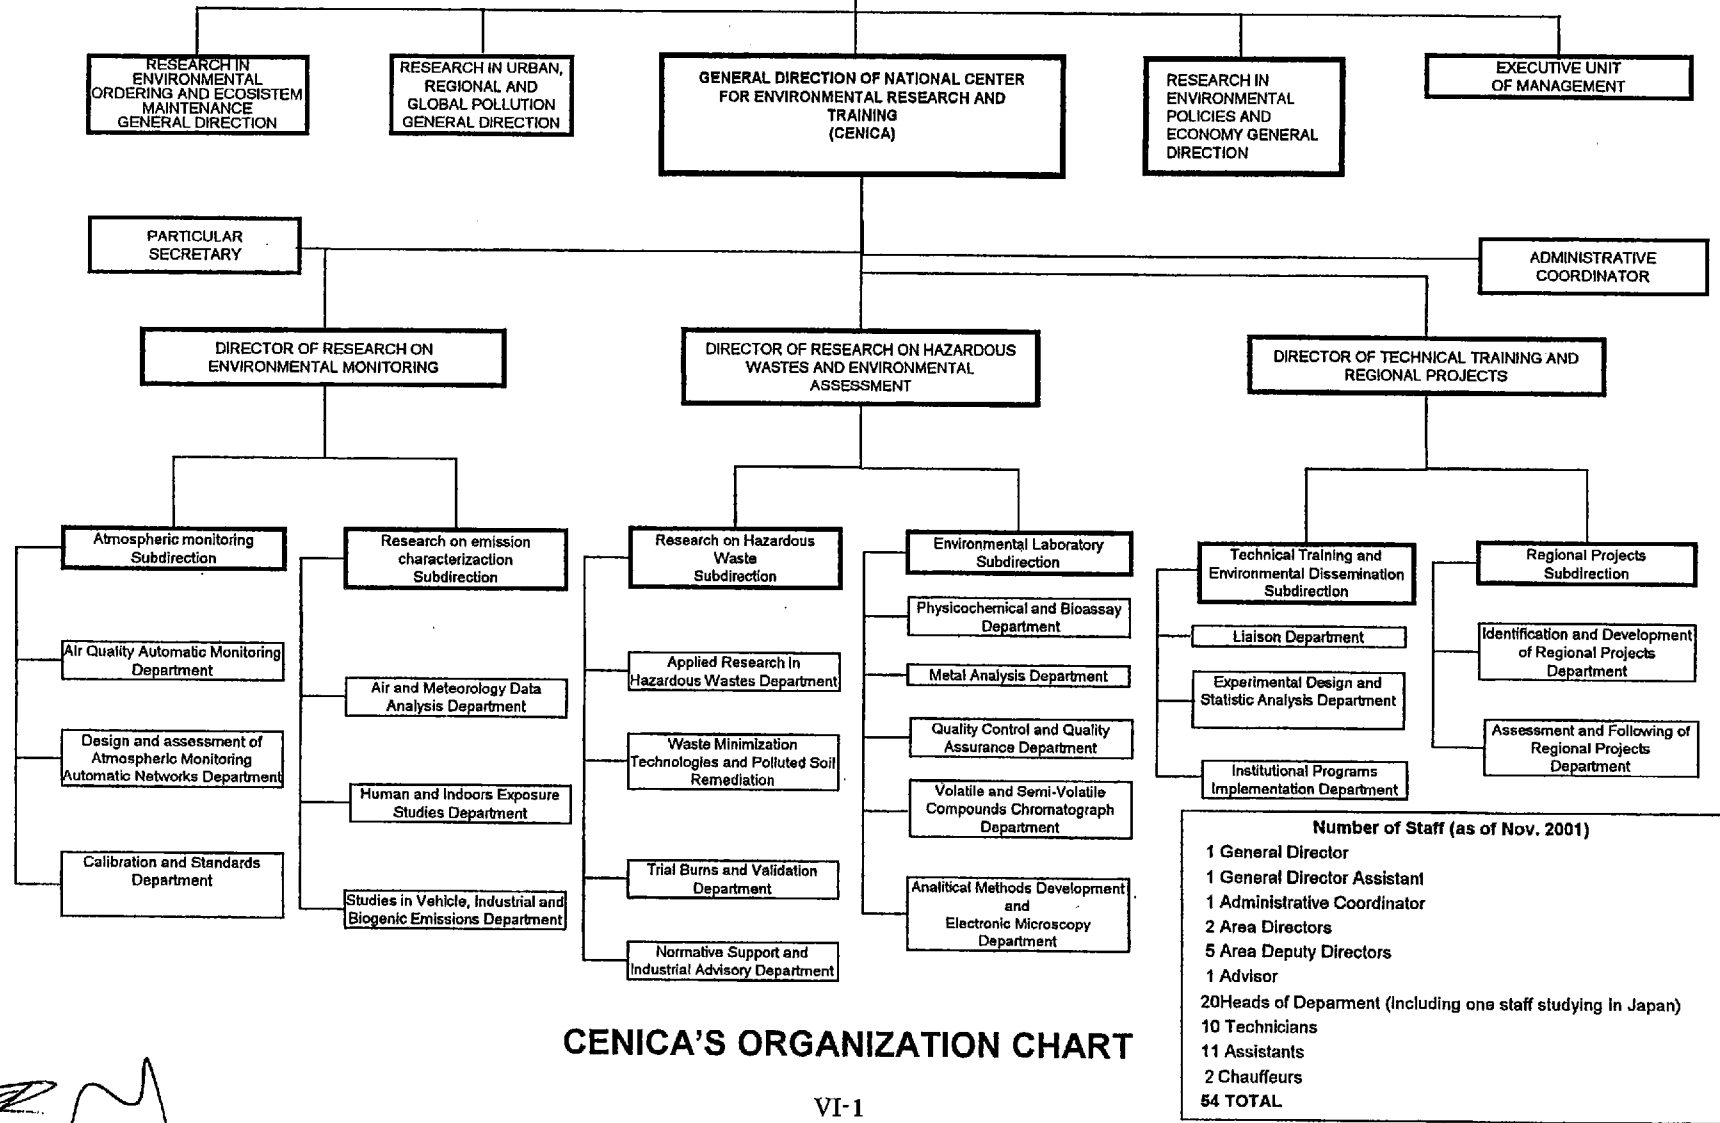 RESEARCH IN
ENVIRONMENTAL
ORDERING AND ECOSISTEM
MAINTENANCE
GENERAL DIRECTION
RESEARCH IN URBAN,
REGIONAL AND
GLOBAL POLLUTION
GENERAL DIRECTION
GENERAL DIRECTION OF NATIONAL CENTER
FOR ENVIRONMENTAL RESEARCH AND
TRAINING
(CENICA)
RESEARCH IN
ENVIRONMENTAL
POLICIES AND
ECONOMY GENERAL
DIRECTION
EXECUTIVE UNIT
OF MANAGEMENT
PARTICULAR
SECRETARY
ADMINISTRATIVE
COORDINATOR
DIRECTOR OF RESEARCH ON
ENVIRONMENTAL MONITORING
DIRECTOR OF RESEARCH ON HAZARDOUS
WASTES AND ENVIRONMENTAL
ASSESSMENT
DIRECTOR OF TECHNICAL TRAINING AND
REGIONAL PROJECTS
Atmospheric monitoring
Subdirection
Air Quality Automatic Monitoring
Department
Design and assessment of
Atmospheric Monitoring
Automatic Networks Department
Calibration and Standards
Department
Research on emission
characterizaction
Subdirection
Air and Meteorology Data
Analysis Department
Human and Indoors Exposure
Studies Department
Studies in Vehicle, Industrial and
Biogenic Emissions Department
Research on Hazardous
Waste
Subdirection
Applied Research In
Hazardous Wastes Department
Waste Minimization
Technologies and Polluted Soil
Remediation
Trial Burns and Validation
Department
Normative Support and
Industrial Advisory Department
Environmental Laboratory
Subdirection
Physicochemical and Bioassay
Department
Metal Analysis Department
Quality Control and Quality
Assurance Department
Volatile and Semi-Volatile
Compounds Chromatograph
Department
Analitical Methods Development
and
Electronic Microscopy
Department
Technical Training and
Environmental Dissemination
Subdirection
Liaison Department
Experimental Design and
Statistic Analysis Department
Institutional Programs
Implementation Department
Regional Projects
Subdirection
Identification and Development
of Regional Projects
Department
Assessment and Following of
Regional Projects
Department
Number of Staff (as of Nov. 2001)
1 General Director
1 General Director Assistant
1 Administrative Coordinator
2 Area Directors
5 Area Deputy Directors
1 Advisor
20Heads of Deparment (Including one staff studying in Japan)
10 Technicians
11 Assistants
2 Chauffeurs
54 TOTAL
CENICA'S ORGANIZATION CHART
VI-1